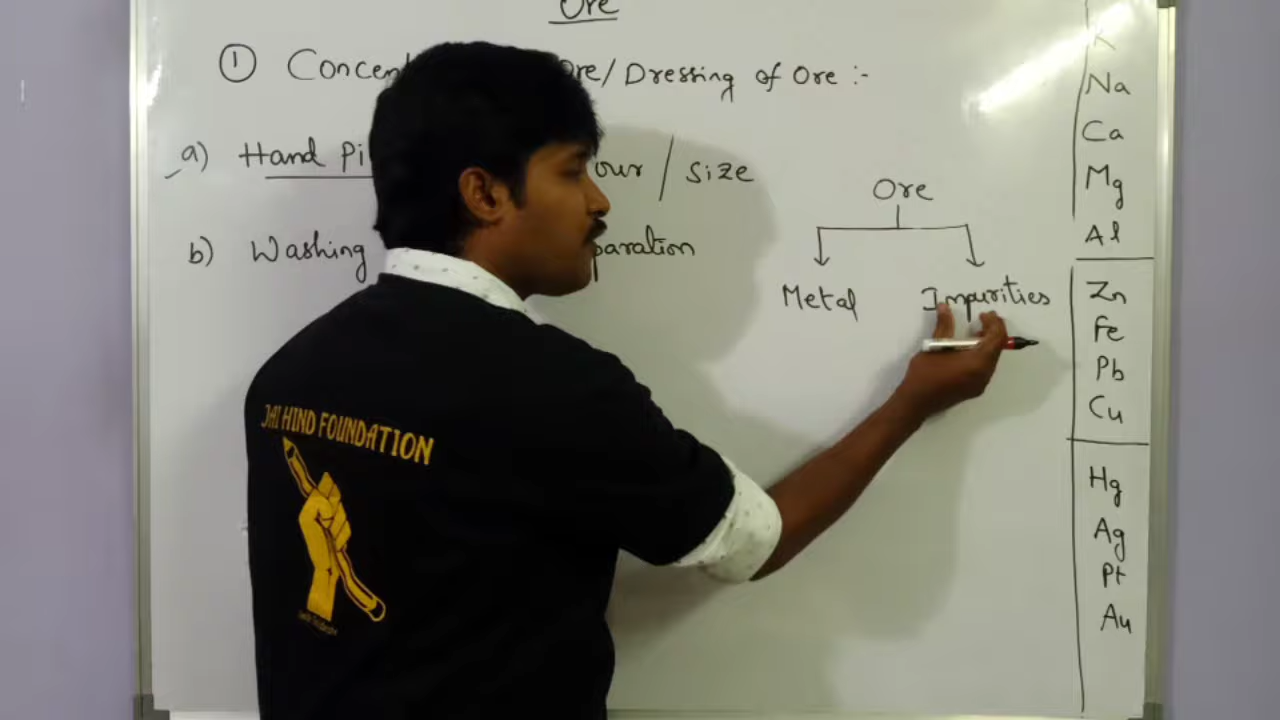 Ore
① Concent Ore/Dressing of Ore :-
a) Hand Pi our / size
b) Washing paration
Ore
Metal Impurities
K
Na
Ca
Mg
Al
Zn
Fe
Pb
Cu
Hg
Ag
Pt
Au
JAI HIND FOUNDATION